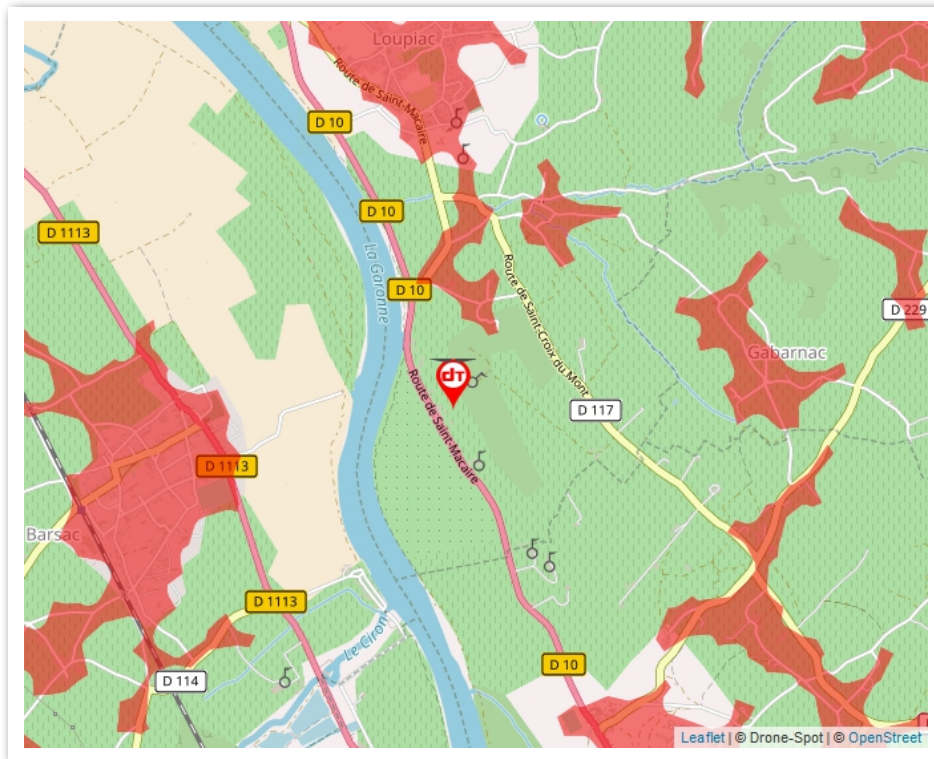 Loupiac
Route de Saint-Macaire
D 10
D 10
D 1113
La Garonne
D 10
Route de Saint-Croix du Mont
D 229
Gabarnac
dT
Route de Saint-Macaire
D 117
D 1113
Barsac
D 1113
Le Ciron
D 10
D 114
Leaflet | © Drone-Spot | © OpenStreet